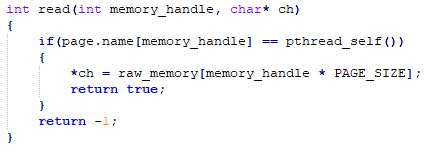 int read(int memory_handle, char* ch)
{
if(page.name[memory_handle] == pthread_self())
{
*ch = raw_memory[memory_handle * PAGE_SIZE];
return true;
}
return -1;
}